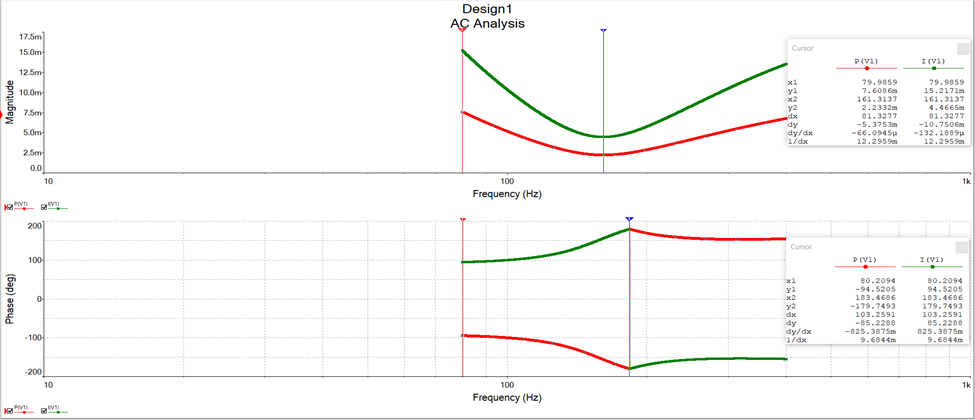 Design1
AC Analysis
17.5m
15.0m
12.5m
10.0m
7.5m
5.0m
2.5m
0.0
Magnitude
10
100
1k
Frequency (Hz)
P(V1)
I(V1)
Cursor
P(V1) I(V1)
x1 79.9859 79.9859
y1 7.6086m 15.2171m
x2 161.3137 161.3137
y2 2.2332m 4.4665m
dx 81.3277 81.3277
dy -5.3753m -10.7506m
dy/dx -66.0945µ -132.1889µ
1/dx 12.2959m 12.2959m
200
100
0
-100
-200
Phase (deg)
10
100
1k
Frequency (Hz)
P(V1)
I(V1)
Cursor
P(V1) I(V1)
x1 80.2094 80.2094
y1 -94.5205 94.5205
x2 183.4686 183.4686
y2 -179.7493 179.7493
dx 103.2591 103.2591
dy -85.2288 85.2288
dy/dx -825.3875m 825.3875m
1/dx 9.6844m 9.6844m